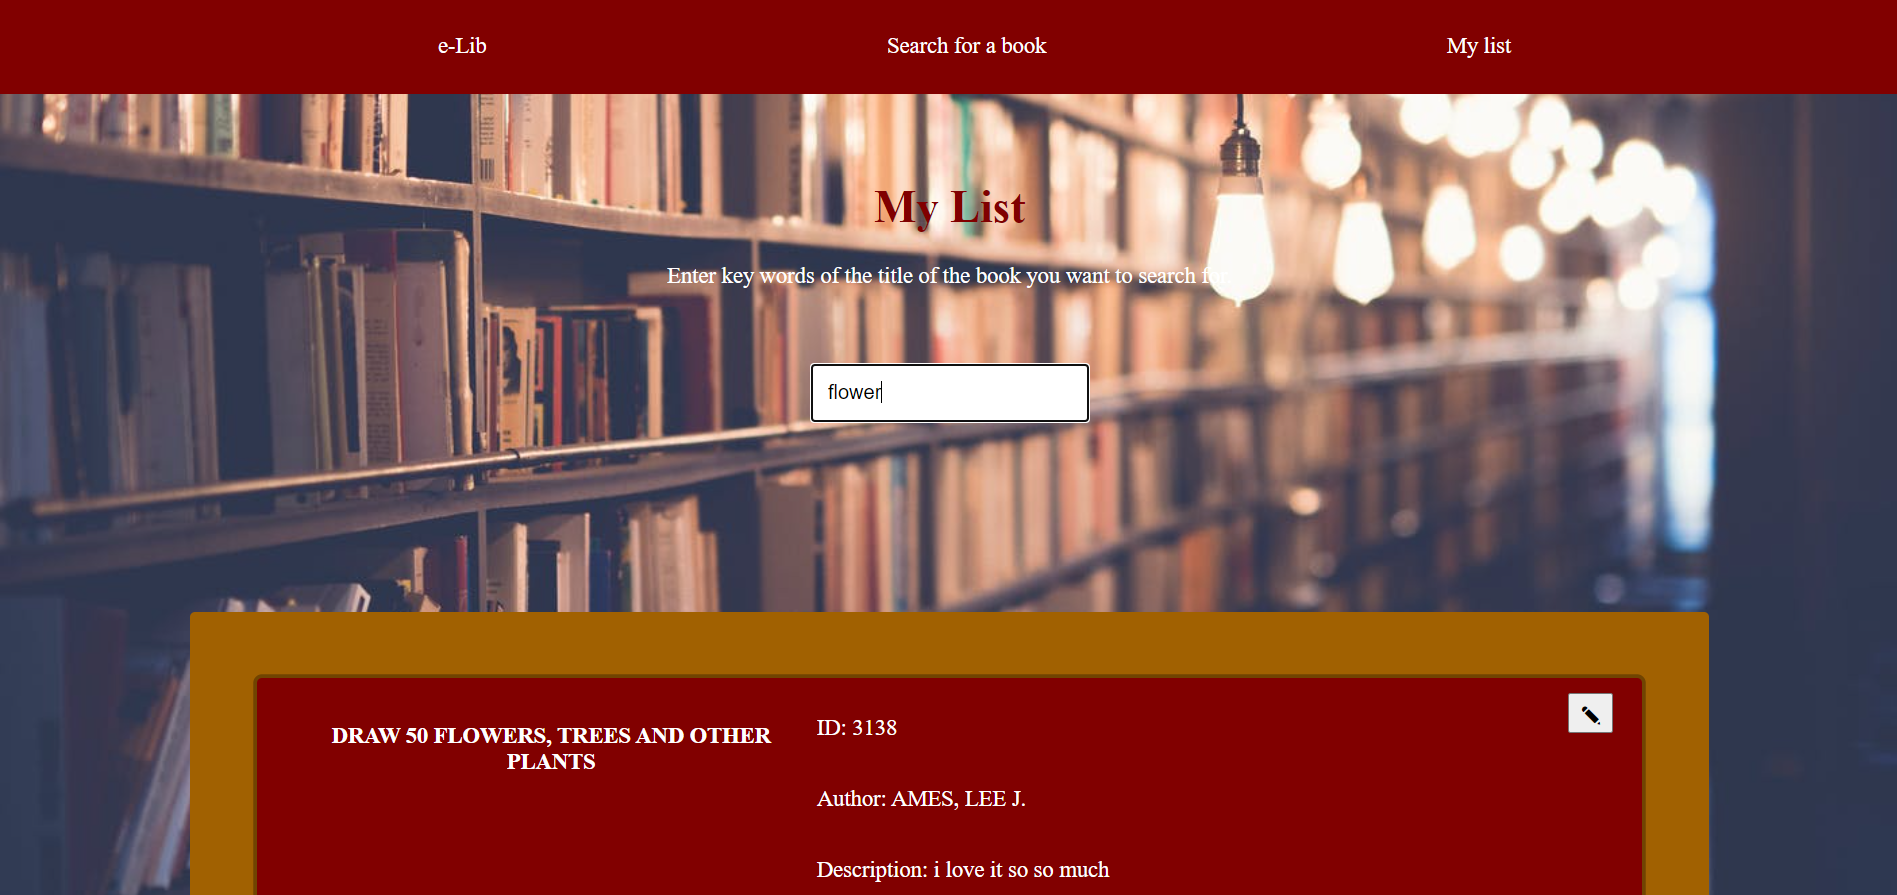 e-Lib
Search for a book
My list
My List
Enter key words of the title of the book you want to search for
flower
DRAW 50 FLOWERS, TREES AND OTHER
PLANTS
ID: 3138
Author: AMES, LEE J.
Description: i love it so so much